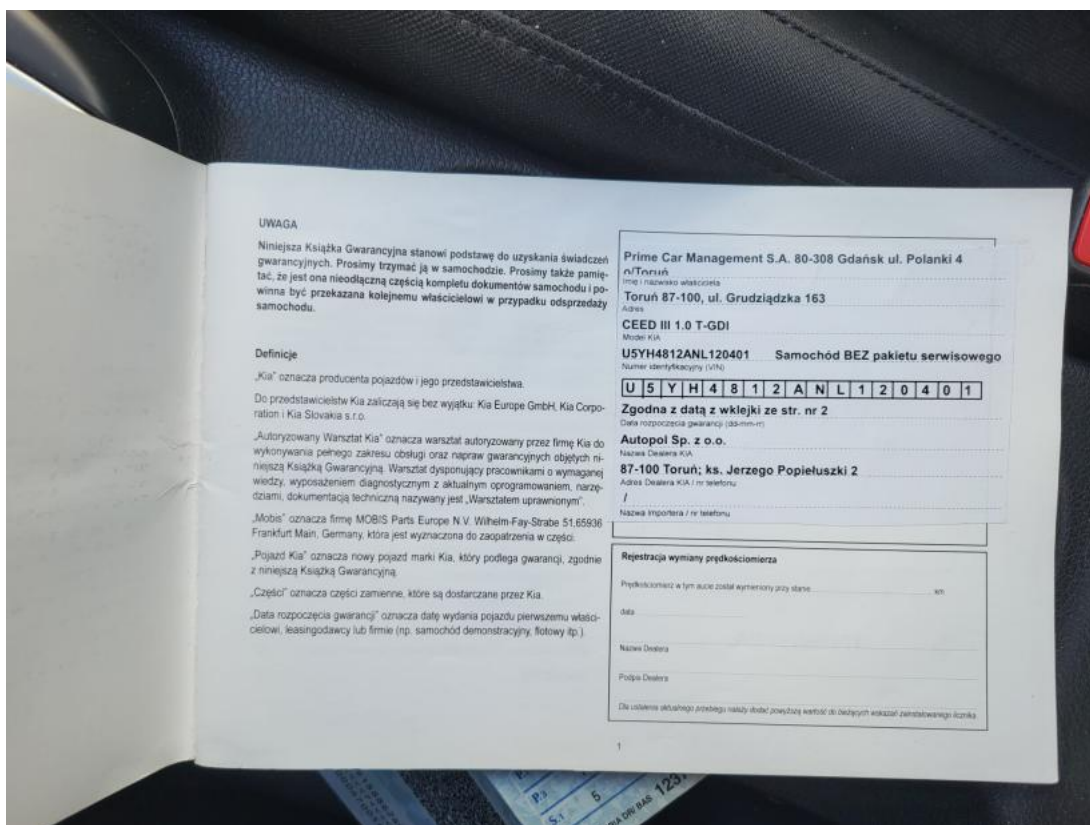 UWAGA
Niniejsza Książka Gwarancyjna stanowi podstawę do uzyskania świadczeń
gwarancyjnych. Prosimy trzymać ją w samochodzie. Prosimy także pamię-
tać, że jest ona nieodłączną częścią kompletu dokumentów samochodu i po-
winna być przekazana kolejnemu właścicielowi w przypadku odsprzedaży
samochodu.
Definicje
„Kia” oznacza producenta pojazdów i jego przedstawicielstwa.
Do przedstawicielstw Kia zaliczają się bez wyjątku: Kia Europe GmbH, Kia Corpo-
ration i Kia Slovakia s.r.o.
„Autoryzowany Warsztat Kia” oznacza warsztat autoryzowany przez firmę Kia do
wykonywania pełnego zakresu obsługi oraz napraw gwarancyjnych objętych ni-
niejszą Książką Gwarancyjną. Warsztat dysponujący pracownikami o wymaganej
wiedzy, wyposażeniem diagnostycznym z aktualnym oprogramowaniem, narzę-
dziami, dokumentacją techniczną nazywany jest „Warsztatem uprawnionym”.
„Mobis” oznacza firmę MOBIS Parts Europe N.V. Wilhelm-Fay-Strabe 51,65936
Frankfurt Main, Germany, która jest wyznaczona do zaopatrzenia w części.
„Pojazd Kia” oznacza nowy pojazd marki Kia, który podlega gwarancji, zgodnie
z niniejszą Książką Gwarancyjną.
„Części” oznacza części zamienne, które są dostarczane przez Kia.
„Data rozpoczęcia gwarancji” oznacza datę wydania pojazdu pierwszemu właści-
cielowi, leasingodawcy lub firmie (np. samochód demonstracyjny, flotowy itp.).
Prime Car Management S.A. 80-308 Gdańsk ul. Polanki 4
o/Toruń
Imię i nazwisko właściciela
Toruń 87-100, ul. Grudziądzka 163
Adres
CEED III 1.0 T-GDI
Model KIA
U5YH4812ANL120401 Samochód BEZ pakietu serwisowego
Numer identyfikacyjny (VIN)
U 5 Y H 4 8 1 2 A N L 1 2 0 4 0 1
Zgodna z datą z wklejki ze str. nr 2
Data rozpoczęcia gwarancji (dd-mm-rr)
Autopol Sp. z o.o.
Nazwa Dealera KIA
87-100 Toruń; ks. Jerzego Popiełuszki 2
Adres Dealera KIA / nr telefonu
/
Nazwa Importera / nr telefonu
Rejestracja wymiany prędkościomierza
Prędkościomierz w tym aucie został wymieniony przy stanie km
data
Nazwa Dealera
Podpis Dealera
Dla ustalenia aktualnego przebiegu należy dodać powyższą wartość do bieżących wskazań zainstalowanego licznika
1
P.3
S.1 5